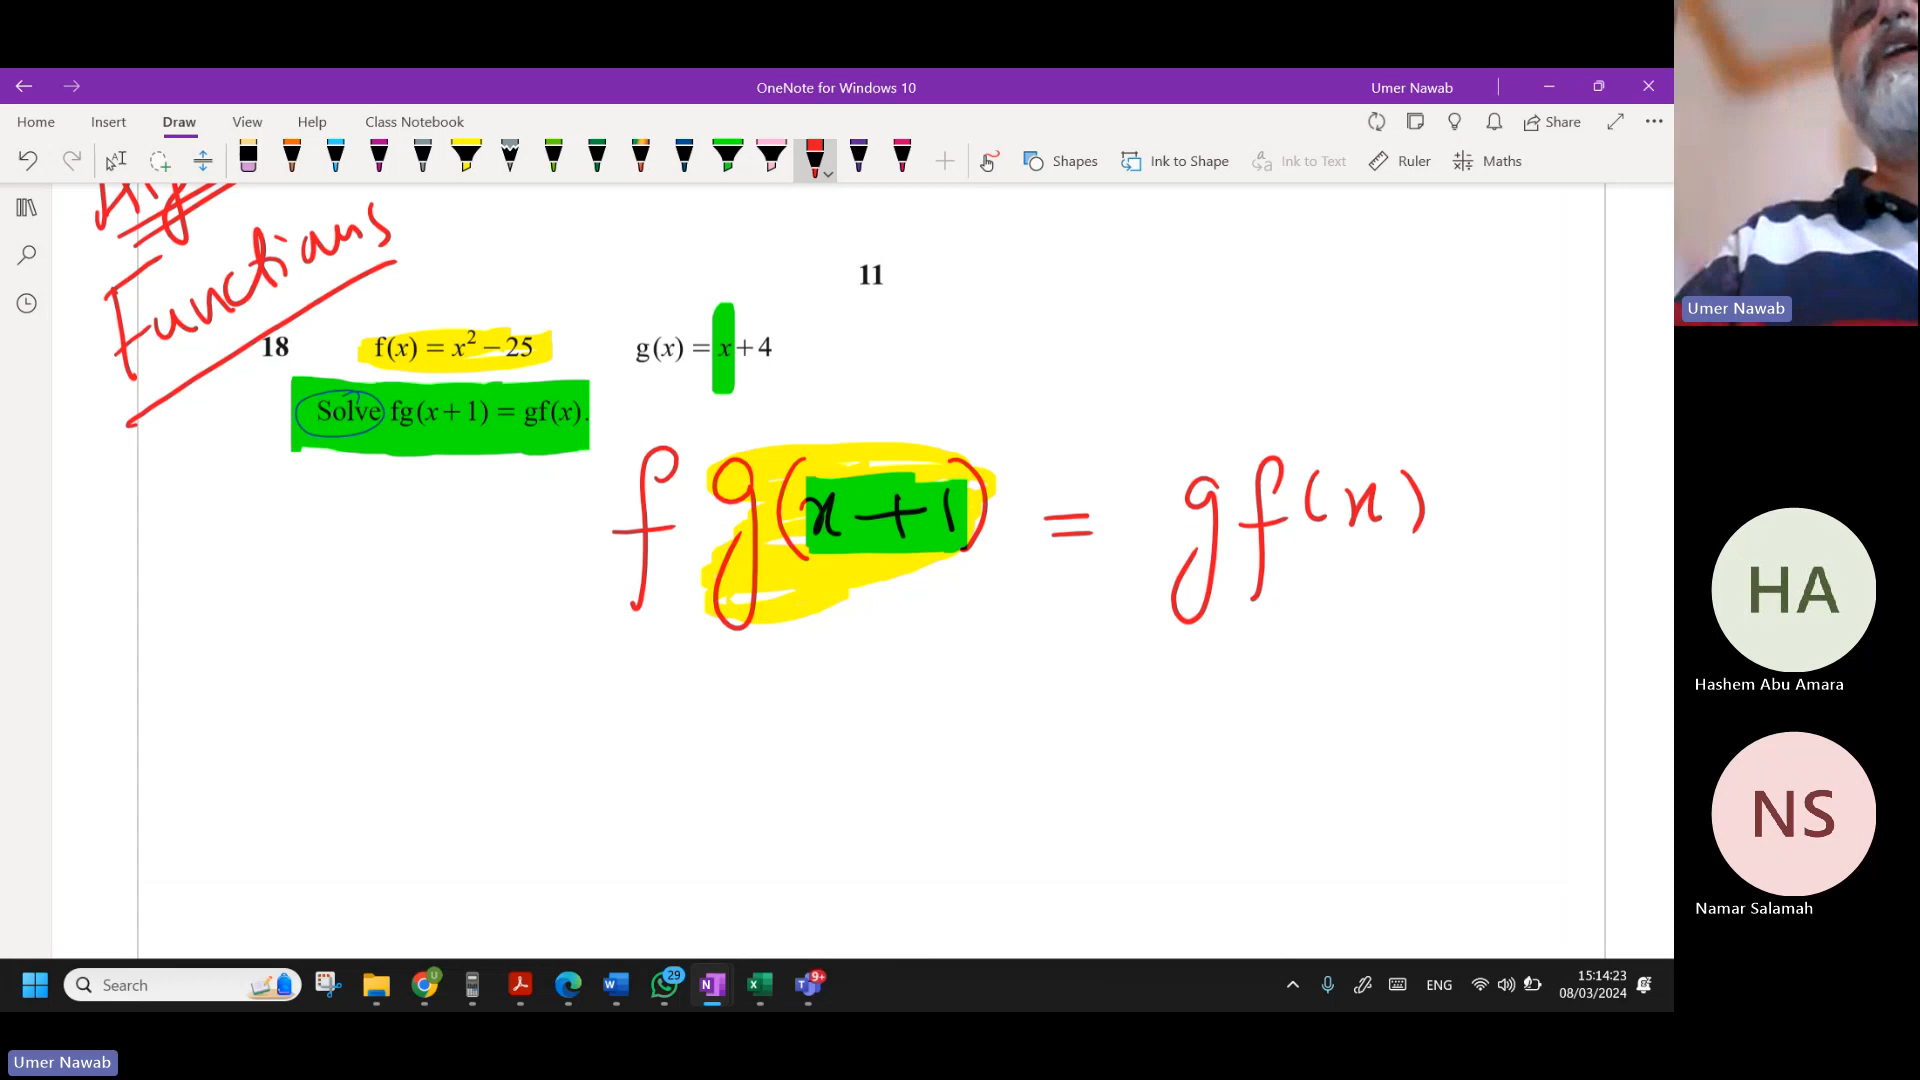 OneNote for Windows 10
Umer Nawab
Home Insert Draw View Help Class Notebook
Share
Shapes Ink to Shape Ink to Text Ruler Maths
Functions
11
18 f(x) = x² − 25 g(x) = x + 4
Solve fg(x + 1) = gf(x).
f g(x + 1) = g f(x)
Umer Nawab
HA
Hashem Abu Amara
NS
Namar Salamah
Search
29
9+
ENG
15:14:23
08/03/2024
Umer Nawab